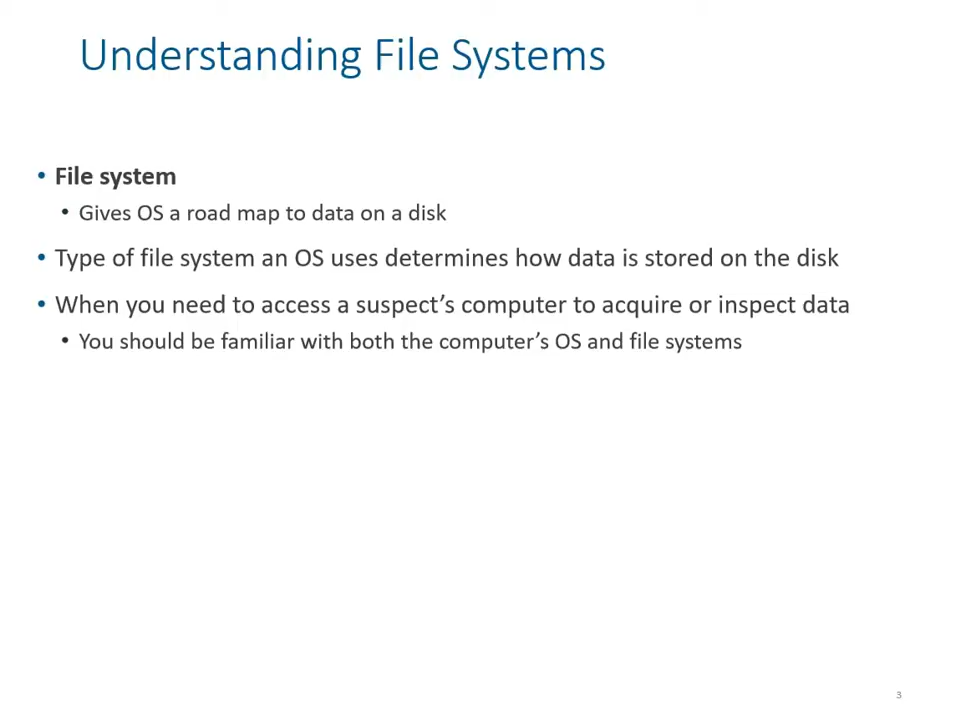 Understanding File Systems
• File system
• Gives OS a road map to data on a disk
• Type of file system an OS uses determines how data is stored on the disk
• When you need to access a suspect’s computer to acquire or inspect data
• You should be familiar with both the computer’s OS and file systems
3